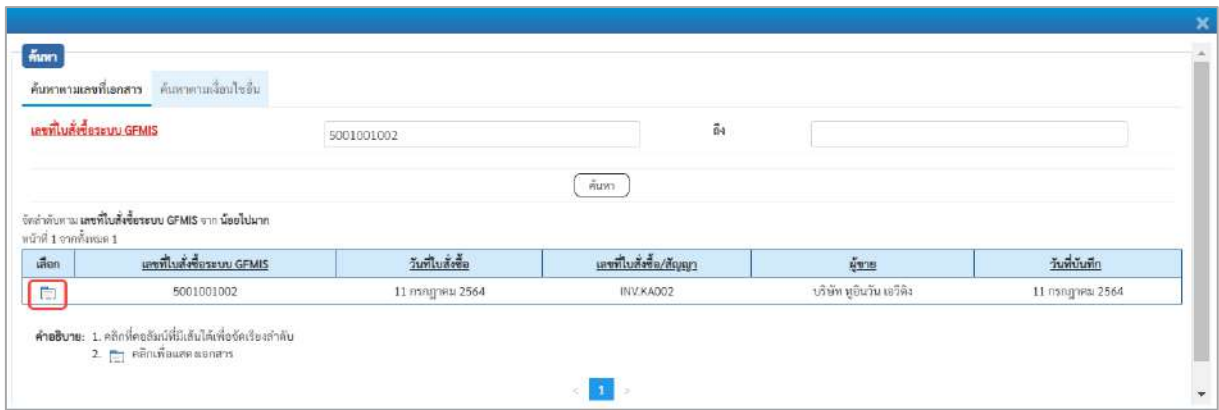 ค้นหา
ค้นหาตามเลขที่เอกสาร ค้นหาตามเงื่อนไขอื่น
เลขที่ใบสั่งซื้อระบบ GFMIS 5001001002 ถึง
ค้นหา
จัดลำดับตาม เลขที่ใบสั่งซื้อระบบ GFMIS จาก น้อยไปมาก
หน้าที่ 1 จากทั้งหมด 1
เลือก เลขที่ใบสั่งซื้อระบบ GFMIS วันที่ใบสั่งซื้อ เลขที่ใบสั่งซื้อ/สัญญา ผู้ขาย วันที่บันทึก
5001001002 11 กรกฎาคม 2564 INV.KA002 บริษัท ทูอินวัน เอวิติง 11 กรกฎาคม 2564
คำอธิบาย: 1. คลิกที่คอลัมน์ที่มีเส้นใต้เพื่อจัดเรียงลำดับ
2. คลิกเพื่อแสดงเอกสาร
< 1 >